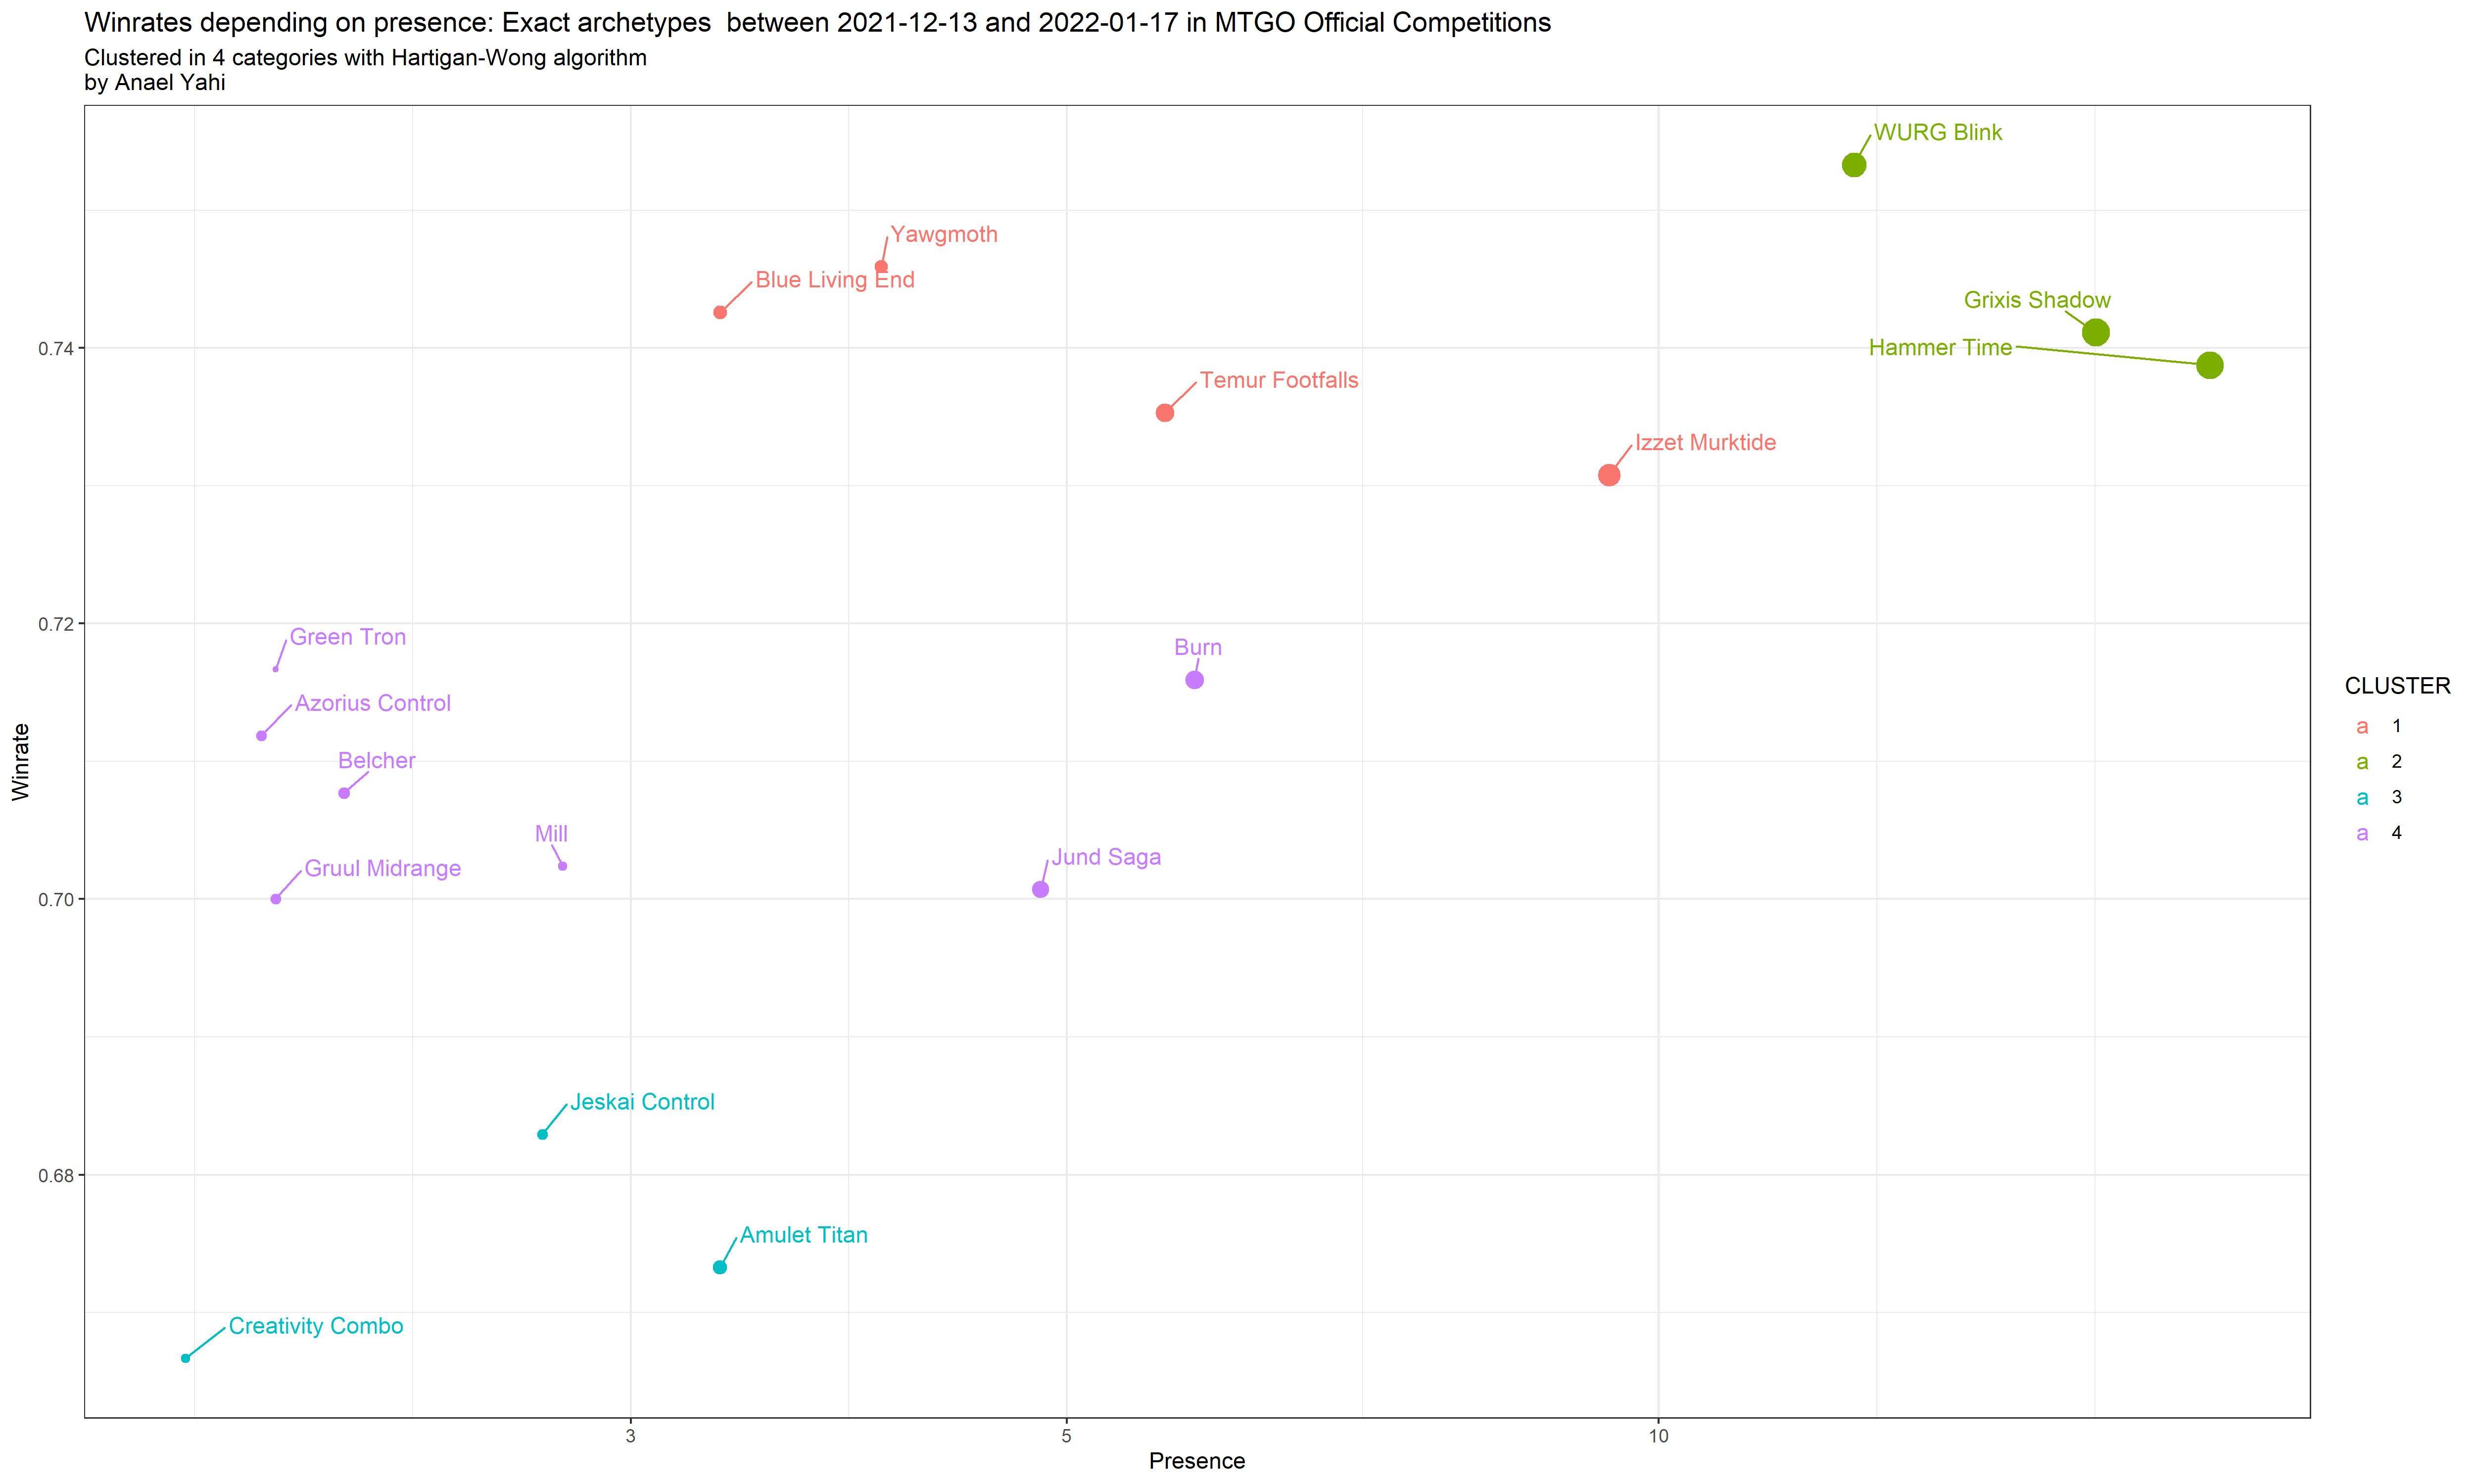 Winrates depending on presence: Exact archetypes  between 2021-12-13 and 2022-01-17 in MTGO Official Competitions
Clustered in 4 categories with Hartigan-Wong algorithm
by Anael Yahi
WURG Blink
Yawgmoth
Blue Living End
Grixis Shadow
Hammer Time
0.74
Temur Footfalls
Izzet Murktide
0.72
Green Tron
Burn
Azorius Control
Belcher
Winrate
Mill
Jund Saga
Gruul Midrange
0.70
CLUSTER
a 1
a 2
a 3
a 4
Jeskai Control
0.68
Amulet Titan
Creativity Combo
3
5
10
Presence